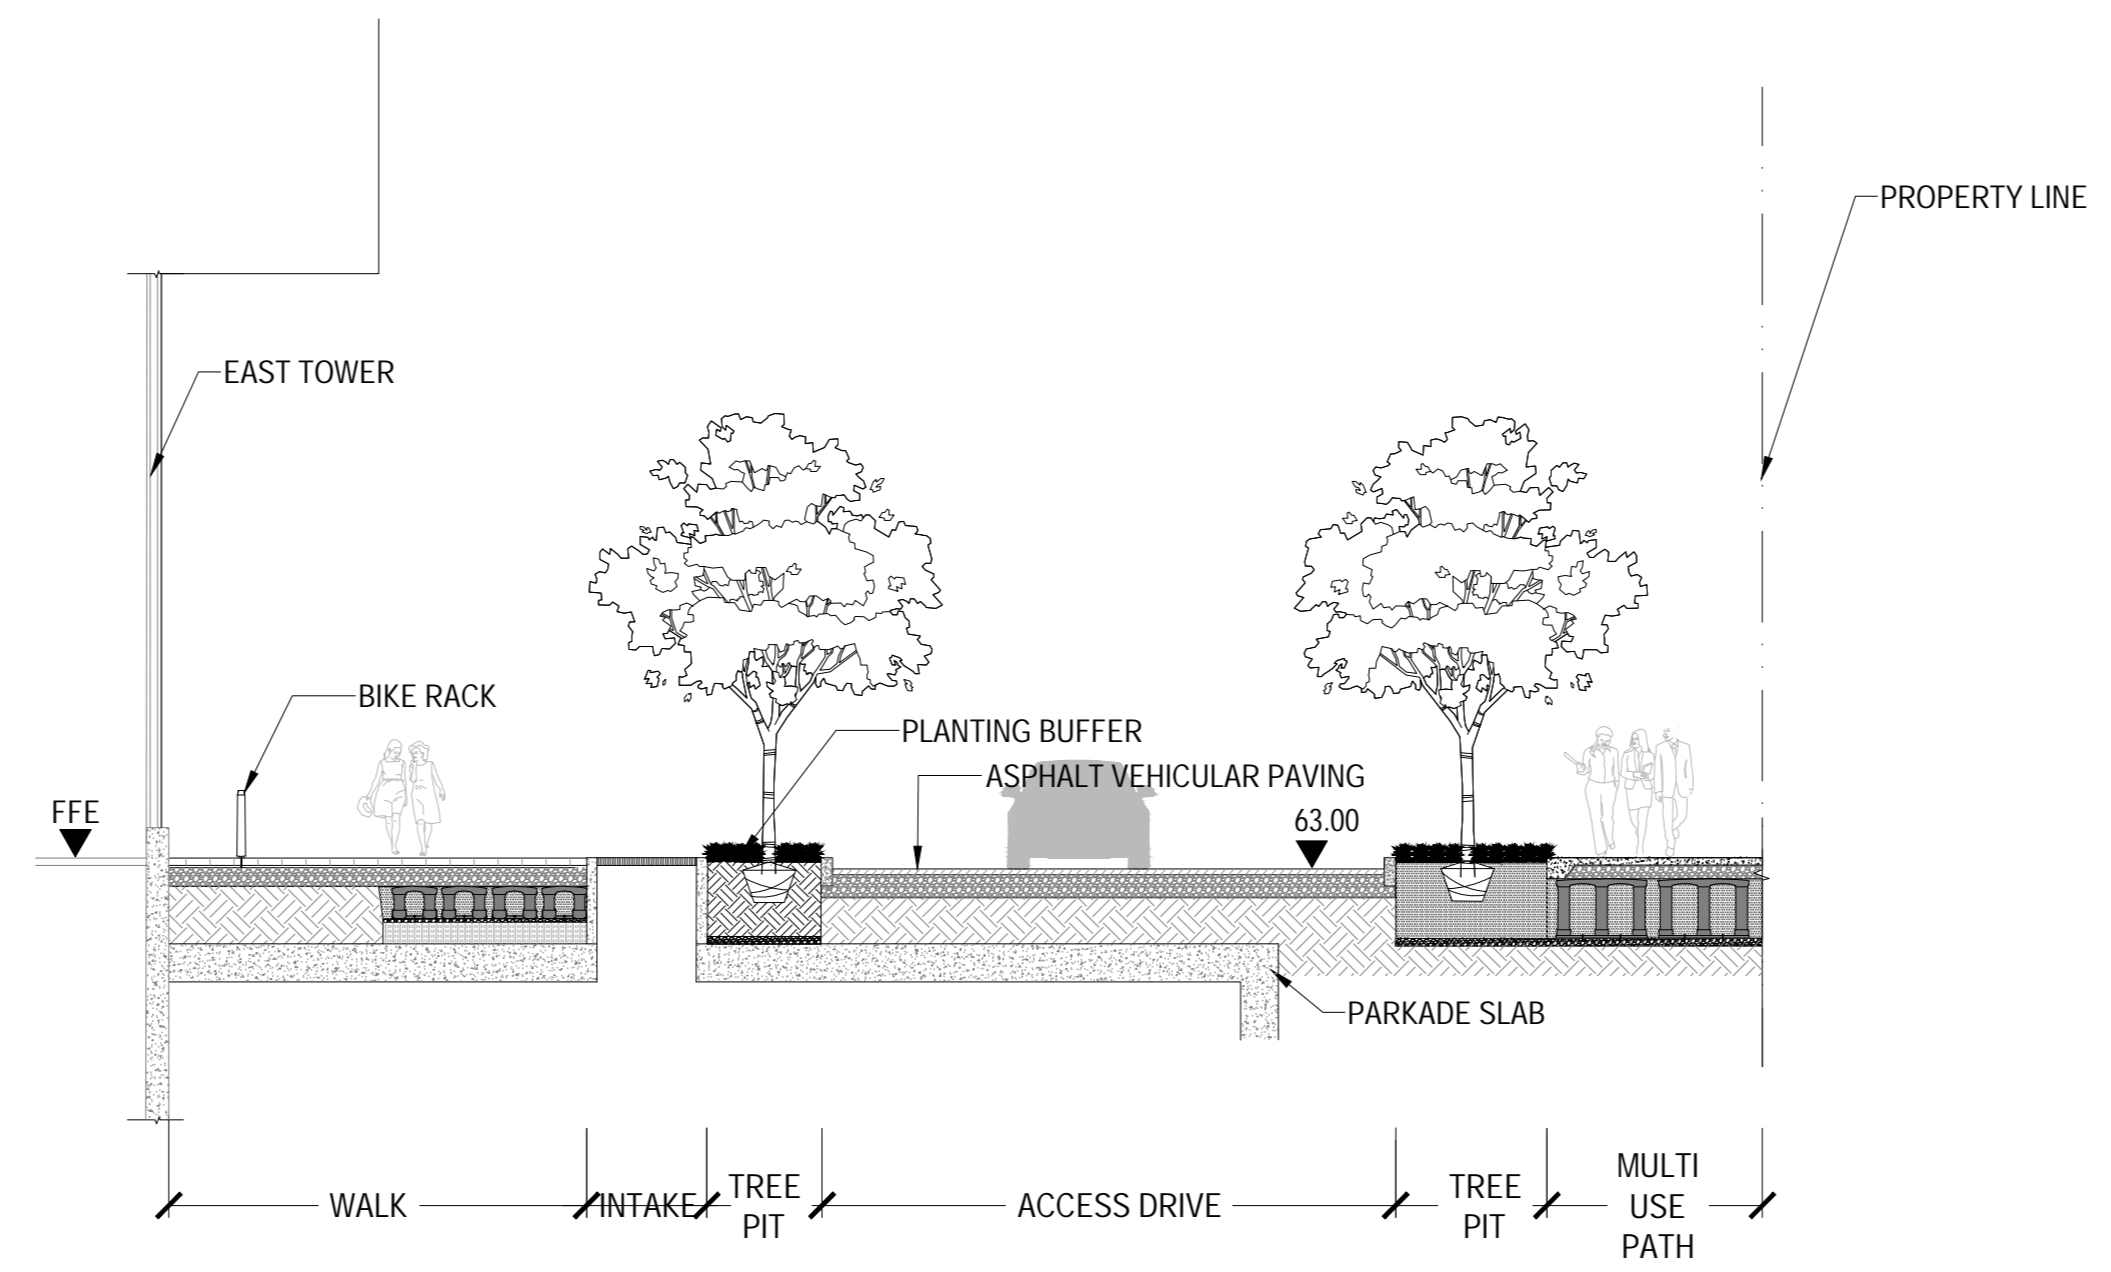 PROPERTY LINE
EAST TOWER
BIKE RACK
PLANTING BUFFER
ASPHALT VEHICULAR PAVING
FFE
63.00
PARKADE SLAB
WALK
INTAKE
TREE
PIT
ACCESS DRIVE
TREE
PIT
MULTI
USE
PATH